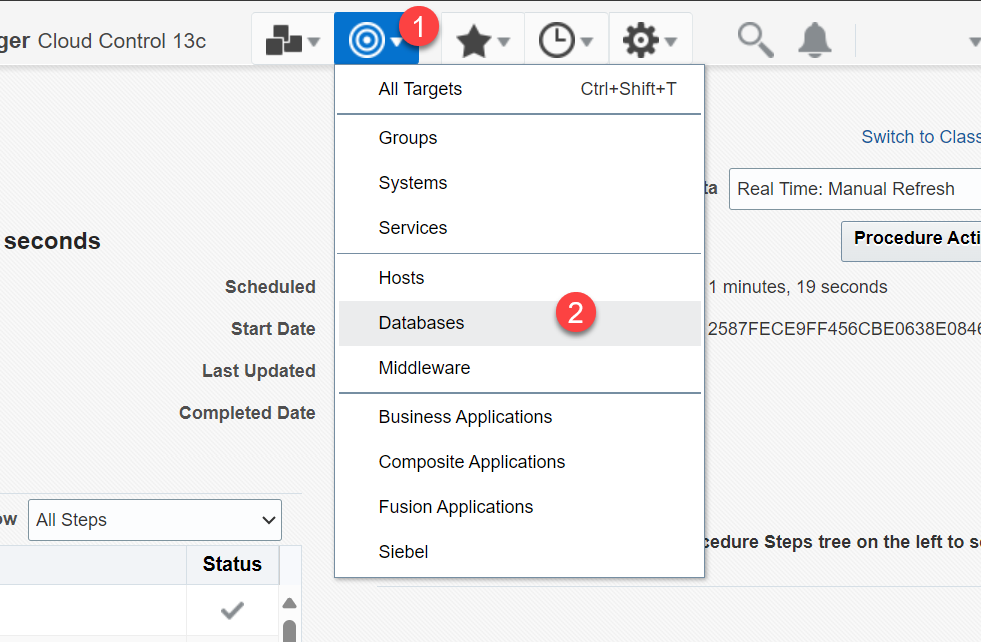 ger Cloud Control 13c
1
All Targets Ctrl+Shift+T
Groups
Switch to Class
Systems
ta Real Time: Manual Refresh
Services
seconds
Procedure Acti
Hosts
Scheduled
1 minutes, 19 seconds
Databases
2
Start Date
2587FECE9FF456CBE0638E0846
Middleware
Last Updated
Completed Date
Business Applications
Composite Applications
Fusion Applications
ow All Steps
cedure Steps tree on the left to s
Siebel
Status